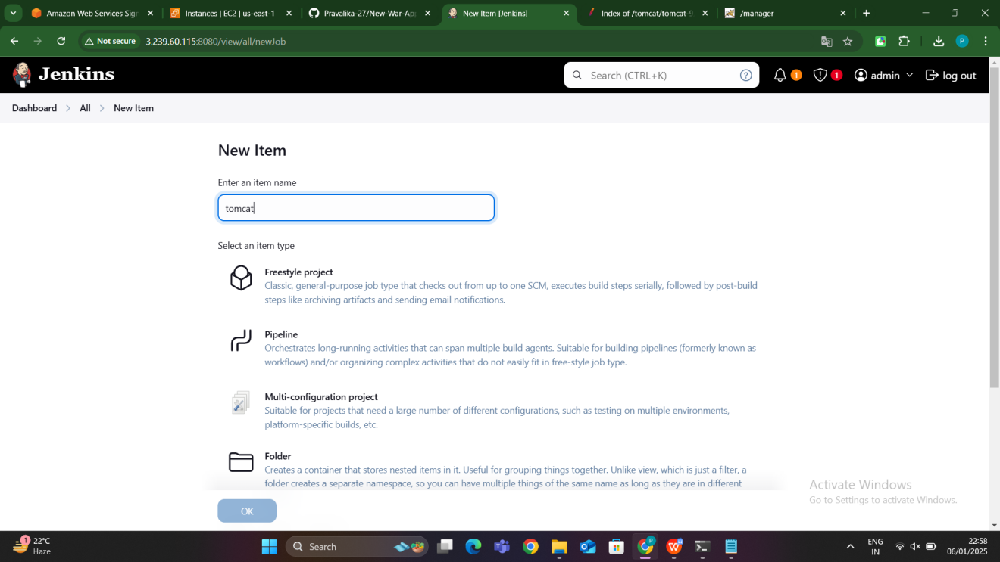 Amazon Web Services Sign
Instances | EC2 | us-east-1
Pravalika-27/New-War-App
New Item [Jenkins]
Index of /tomcat/tomcat-9
/manager
Not secure
3.239.60.115:8080/view/all/newJob
P
Jenkins
Search (CTRL+K)
?
1
1
admin
log out
Dashboard
All
New Item
New Item
Enter an item name
tomcat
Select an item type
Freestyle project
Classic, general-purpose job type that checks out from up to one SCM, executes build steps serially, followed by post-build
steps like archiving artifacts and sending email notifications.
Pipeline
Orchestrates long-running activities that can span multiple build agents. Suitable for building pipelines (formerly known as
workflows) and/or organizing complex activities that do not easily fit in free-style job type.
Multi-configuration project
Suitable for projects that need a large number of different configurations, such as testing on multiple environments,
platform-specific builds, etc.
Folder
Creates a container that stores nested items in it. Useful for grouping things together. Unlike view, which is just a filter, a
folder creates a separate namespace, so you can have multiple things of the same name as long as they are in different
OK
Activate Windows
Go to Settings to activate Windows.
1
22°C
Haze
Search
P
ENG
IN
22:58
06/01/2025